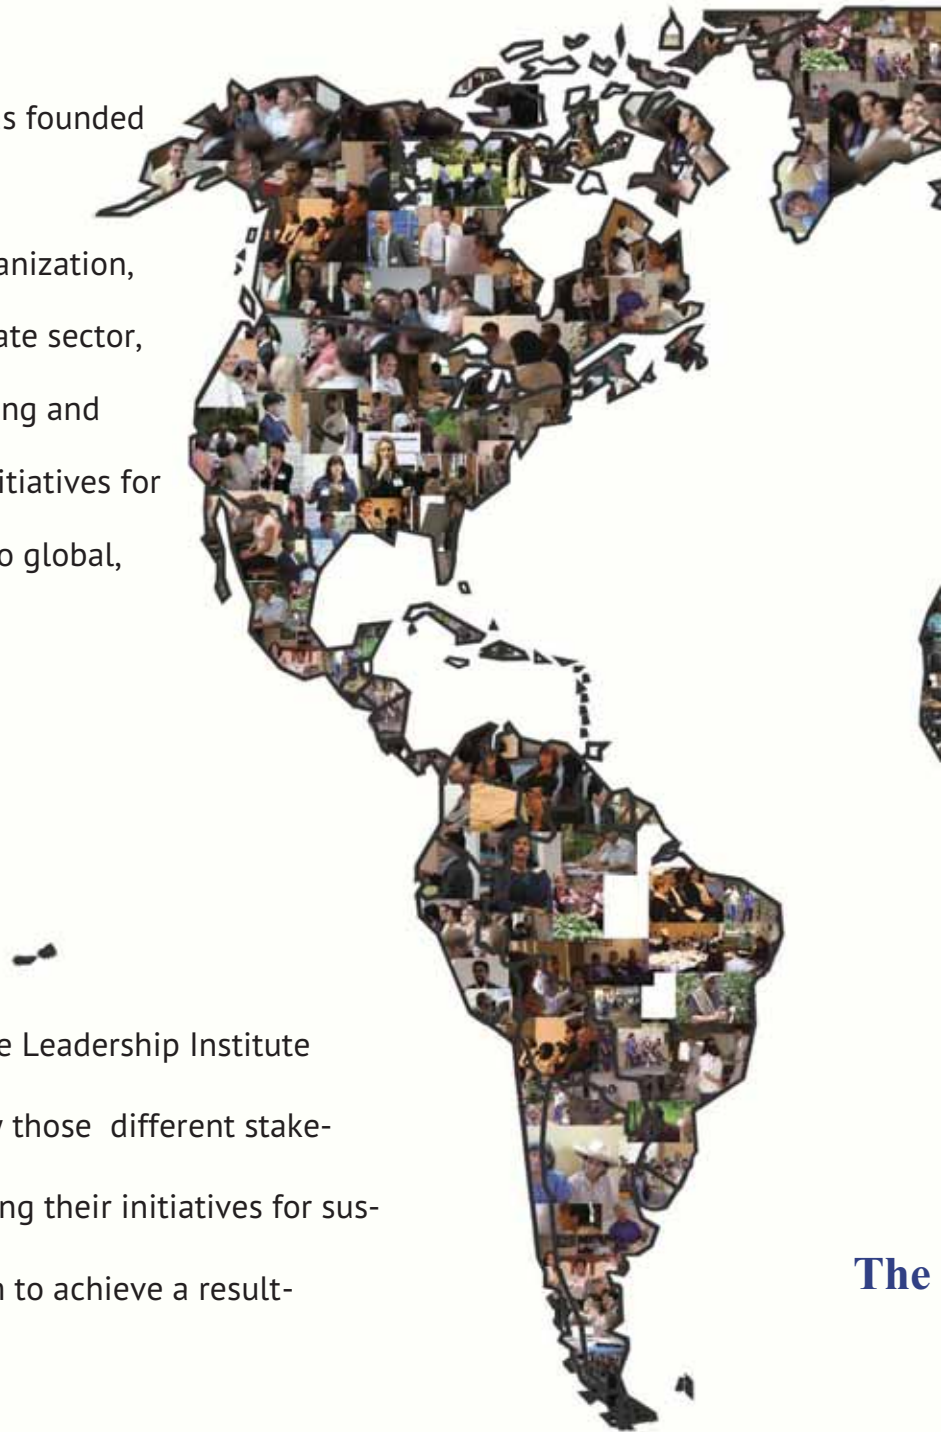 s founded
anization,
ate sector,
ng and
itiatives for
o global,
e Leadership Institute
those different stake-
ng their initiatives for sus-
to achieve a result-
The